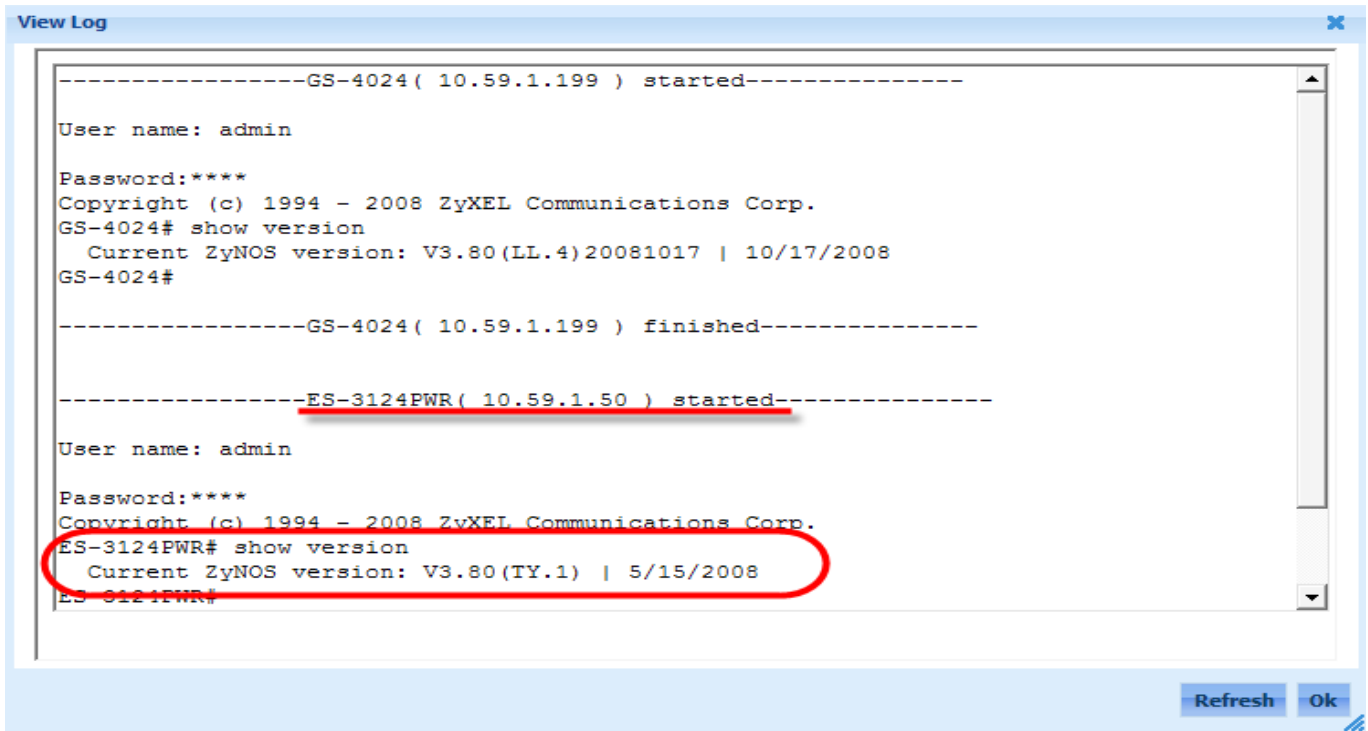 View Log
-----------------GS-4024( 10.59.1.199 ) started---------------
User name: admin
Password:****
Copyright (c) 1994 - 2008 ZyXEL Communications Corp.
GS-4024# show version
Current ZyNOS version: V3.80(LL.4)20081017 | 10/17/2008
GS-4024#
-----------------GS-4024( 10.59.1.199 ) finished---------------
-----------------ES-3124PWR( 10.59.1.50 ) started---------------
User name: admin
Password:****
Copyright (c) 1994 - 2008 ZyXEL Communications Corp.
ES-3124PWR# show version
Current ZyNOS version: V3.80(TY.1) | 5/15/2008
ES-3124PWR#
Refresh Ok